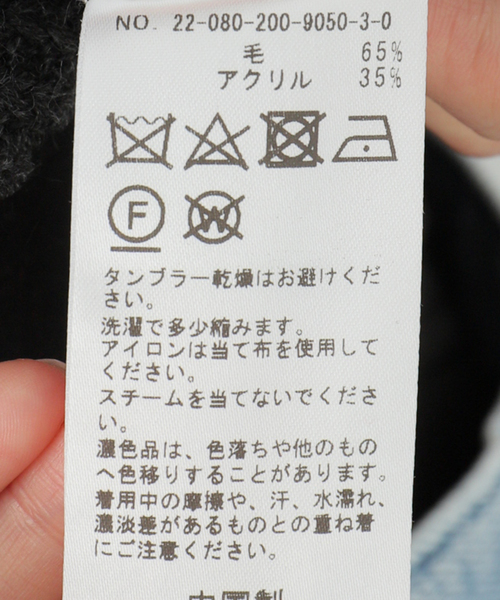 NO. 22-080-200-9050-3-0
毛 65%
アクリル 35%
F
W
タンブラー乾燥はお避けくだ
さい。
洗濯で多少縮みます。
アイロンは当て布を使用して
ください。
スチームを当てないでくださ
い。
濃色品は、色落ちや他のもの
へ色移りすることがあります。
着用中の摩擦や、汗、水濡れ、
濃淡差があるものとの重ね着
にご注意ください。
中国製